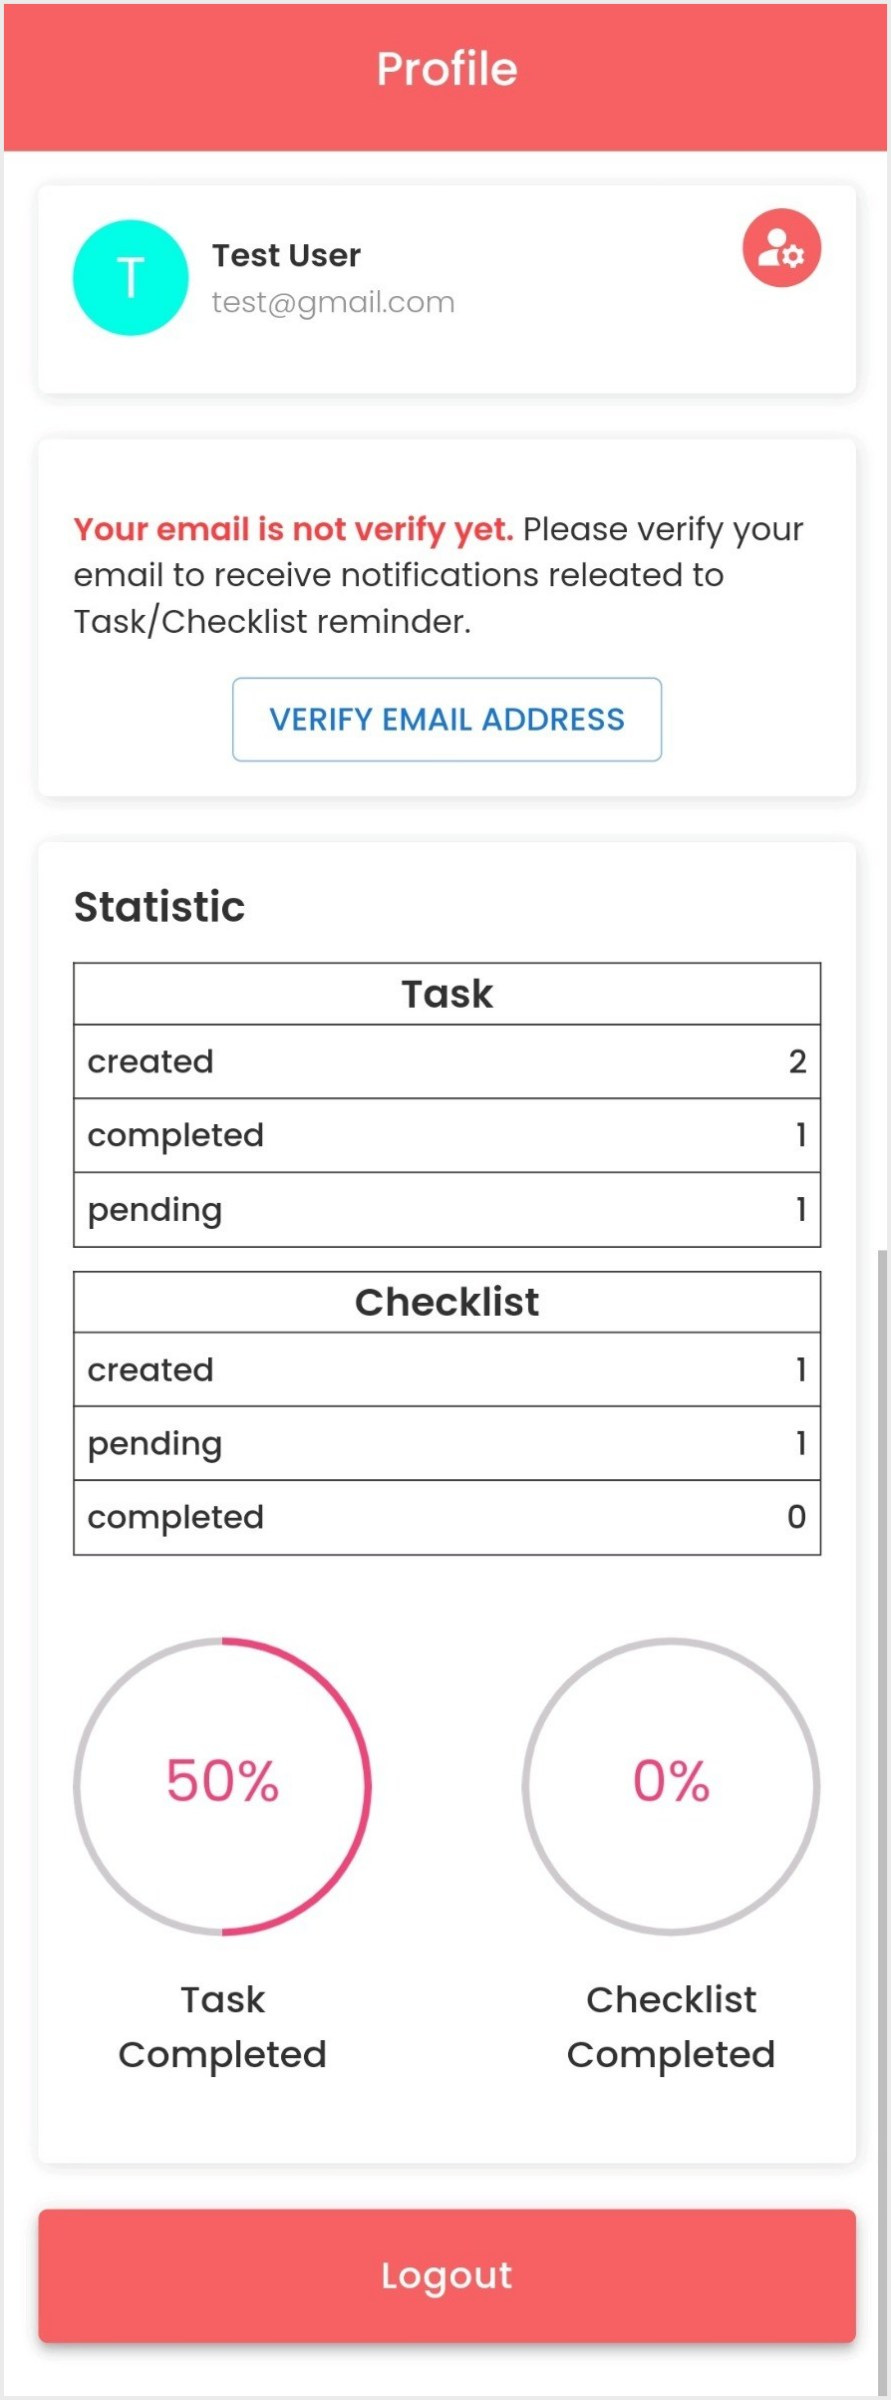 Profile
T
Test User
test@gmail.com
Your email is not verify yet. Please verify your
email to receive notifications releated to
Task/Checklist reminder.
VERIFY EMAIL ADDRESS
Statistic
Task
created 2
completed 1
pending 1
Checklist
created 1
pending 1
completed 0
50% 0%
Task Checklist
Completed Completed
Logout